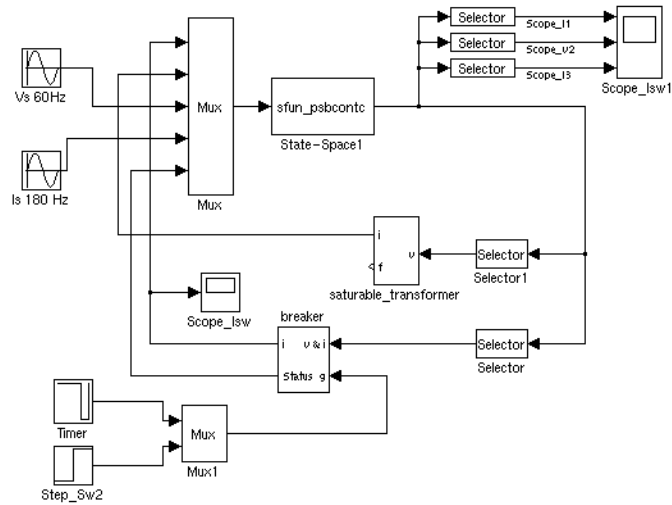 Selector
Scope_I1
Selector
Scope_v2
Selector
Scope_I3
Scope_Isw1
Vs 60Hz
Mux
sfun_psbcontc
State-Space1
Is 180 Hz
Mux
i
v
f
saturable_transformer
Selector
Selector1
Scope_Isw
breaker
i
v & i
Status
g
Selector
Selector
Timer
Mux
Mux1
Step_Sw2